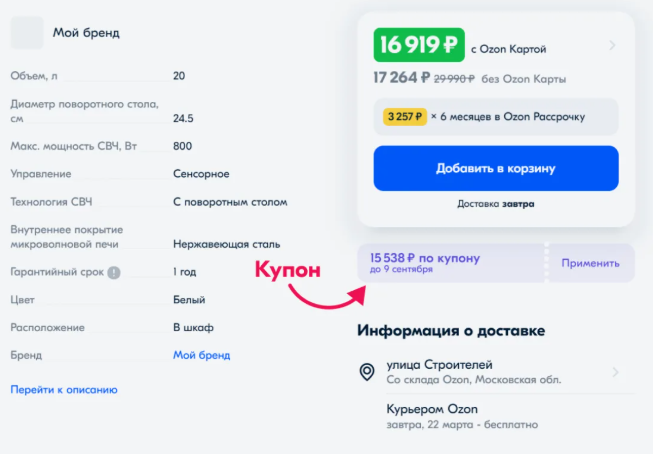 Мой бренд
Объем, л 20
Диаметр поворотного стола,
см 24.5
Макс. мощность СВЧ, Вт 800
Управление Сенсорное
Технология СВЧ С поворотным столом
Внутреннее покрытие
микроволновой печи Нержавеющая сталь
Гарантийный срок ! 1 год
Цвет Белый
Расположение В шкаф
Бренд Мой бренд
Перейти к описанию
Купон
16 919 ₽ с Ozon Картой
17 264 ₽ 29 990 ₽ без Ozon Карты
3 257 ₽ × 6 месяцев в Ozon Рассрочку
Добавить в корзину
Доставка завтра
15 538 ₽ по купону
до 9 сентября
Применить
Информация о доставке
улица Строителей
Со склада Ozon, Московская обл.
Курьером Ozon
завтра, 22 марта - бесплатно